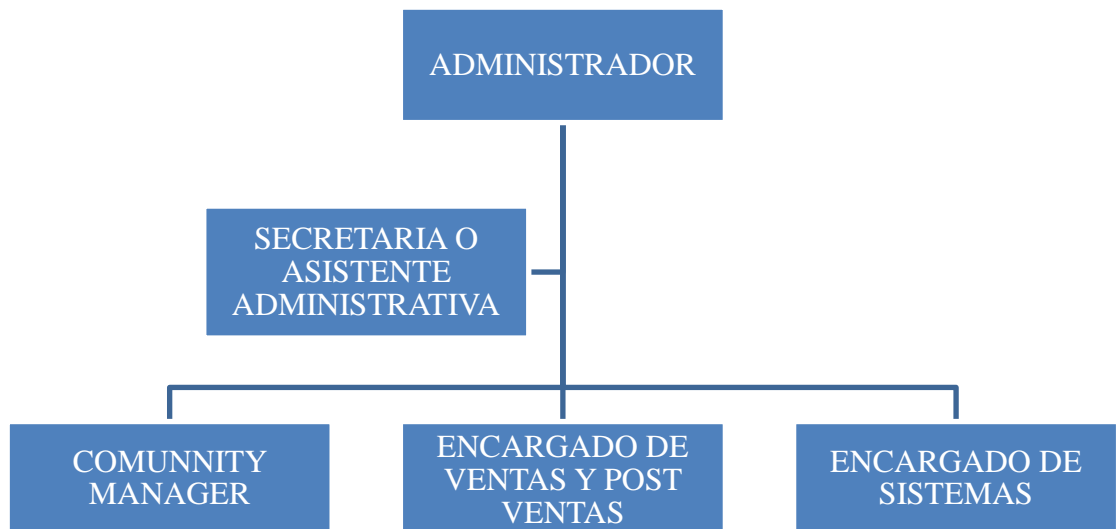 ADMINISTRADOR
SECRETARIA O
ASISTENTE
ADMINISTRATIVA
COMUNNITY
MANAGER
ENCARGADO DE
VENTAS Y POST
VENTAS
ENCARGADO DE
SISTEMAS